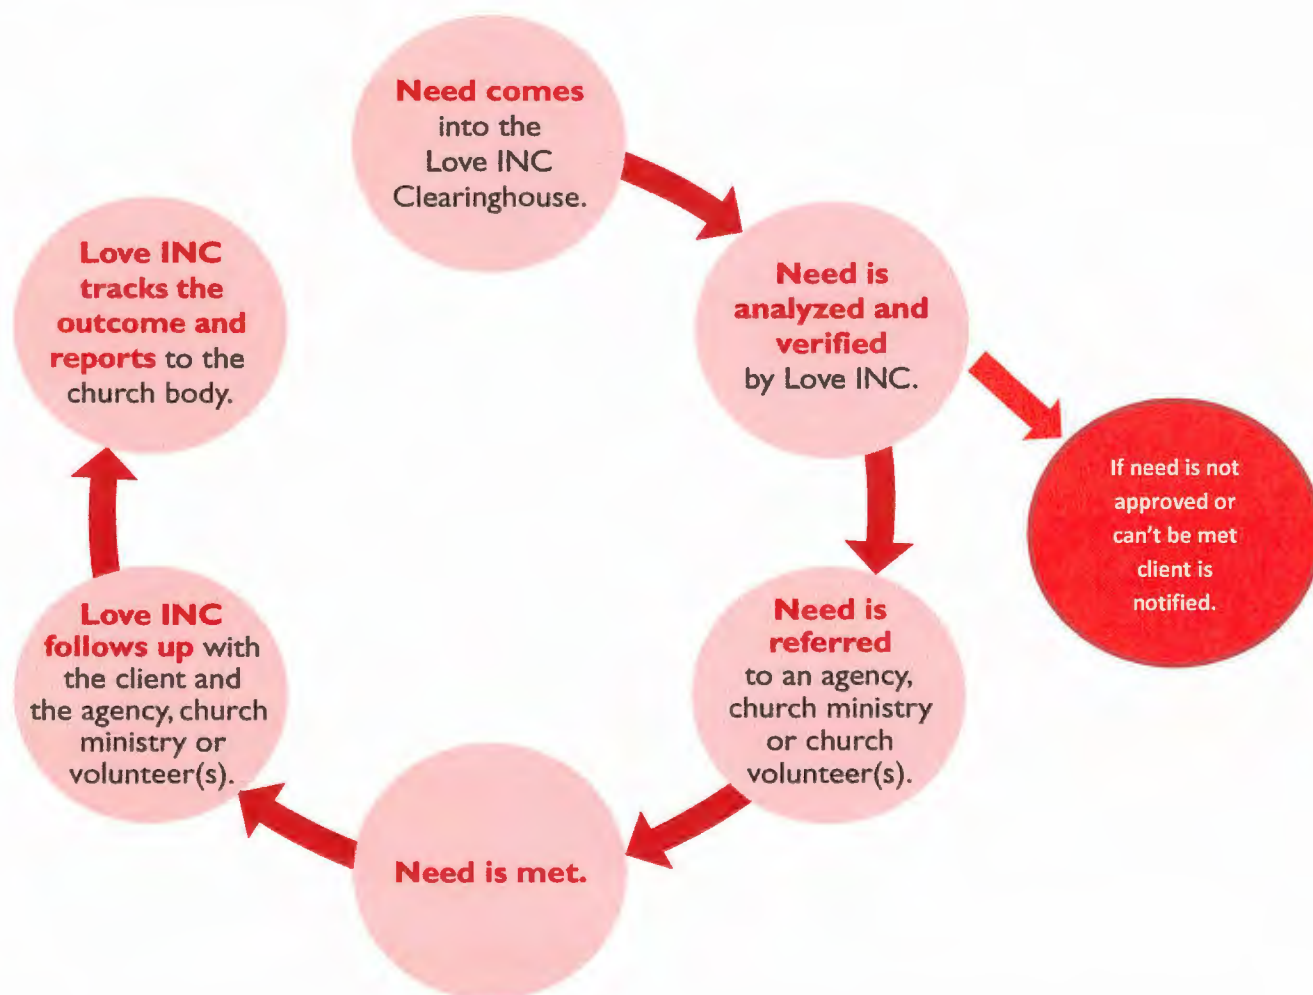 Need comes
into the
Love INC
Clearinghouse.
Need is
analyzed and
verified
by Love INC.
If need is not
approved or
can't be met
client is
notified.
Need is
referred
to an agency,
church ministry
or church
volunteer(s).
Need is met.
Love INC
follows up with
the client and
the agency, church
ministry or
volunteer(s).
Love INC
tracks the
outcome and
reports to the
church body.